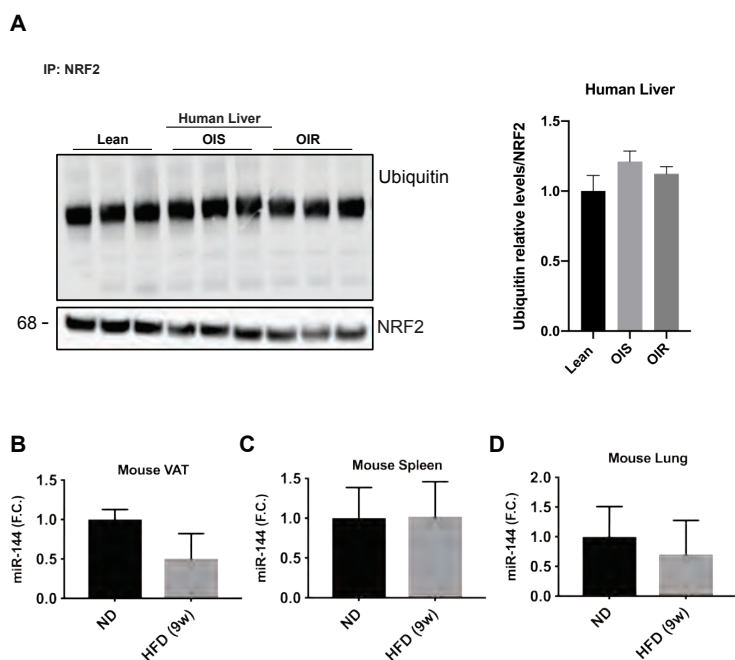 A
IP: NRF2
Human Liver
Lean OIS OIR
Ubiquitin
68 - NRF2
Human Liver
Ubiquitin relative levels/NRF2
1.5
1.0
0.5
0.0
Lean OIS OIR
B
Mouse VAT
miR-144 (F.C.)
1.5
1.0
0.5
0.0
ND HFD (9w)
C
Mouse Spleen
miR-144 (F.C.)
1.5
1.0
0.5
0.0
ND HFD (9w)
D
Mouse Lung
miR-144 (F.C.)
2.0
1.5
1.0
0.5
0.0
ND HFD (9w)